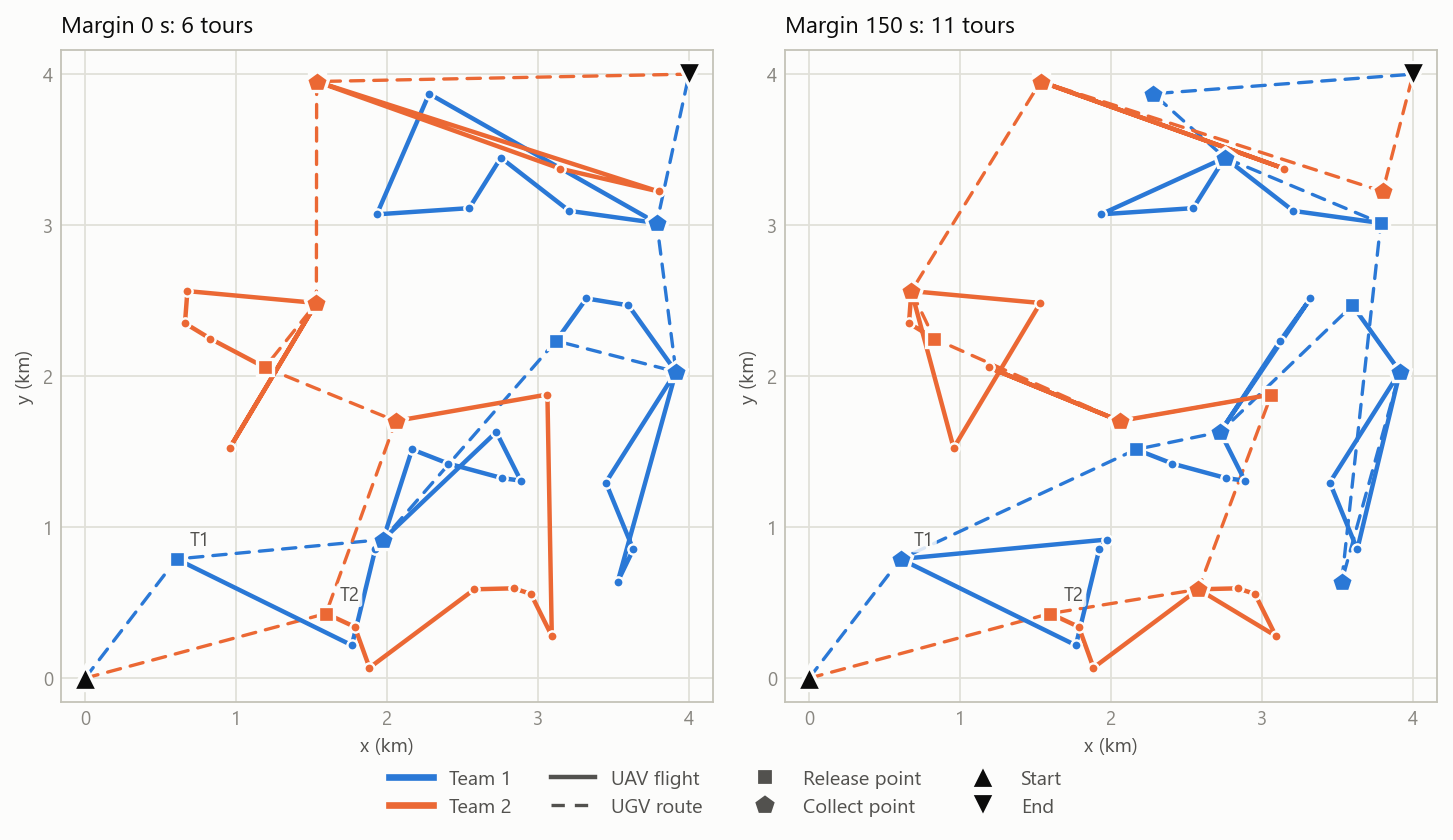 Margin 0 s: 6 tours
Margin 150 s: 11 tours
4
3
2
1
0
y (km)
T1
T2
0
1
2
3
4
x (km)
4
3
2
1
0
y (km)
T1
T2
0
1
2
3
4
x (km)
Team 1
UAV flight
Release point
Start
Team 2
UGV route
Collect point
End